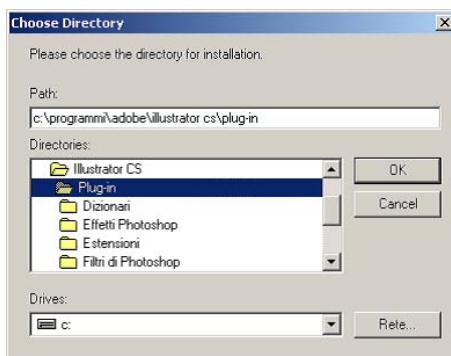 Choose Directory
Please choose the directory for installation.
Path:
c:\programmi\adobe\illustrator cs\plug-in
Directories:
Illustrator CS
Plug-in
Dizionari
Effetti Photoshop
Estensioni
Filtri di Photoshop
OK
Cancel
Drives:
c:
Rete...